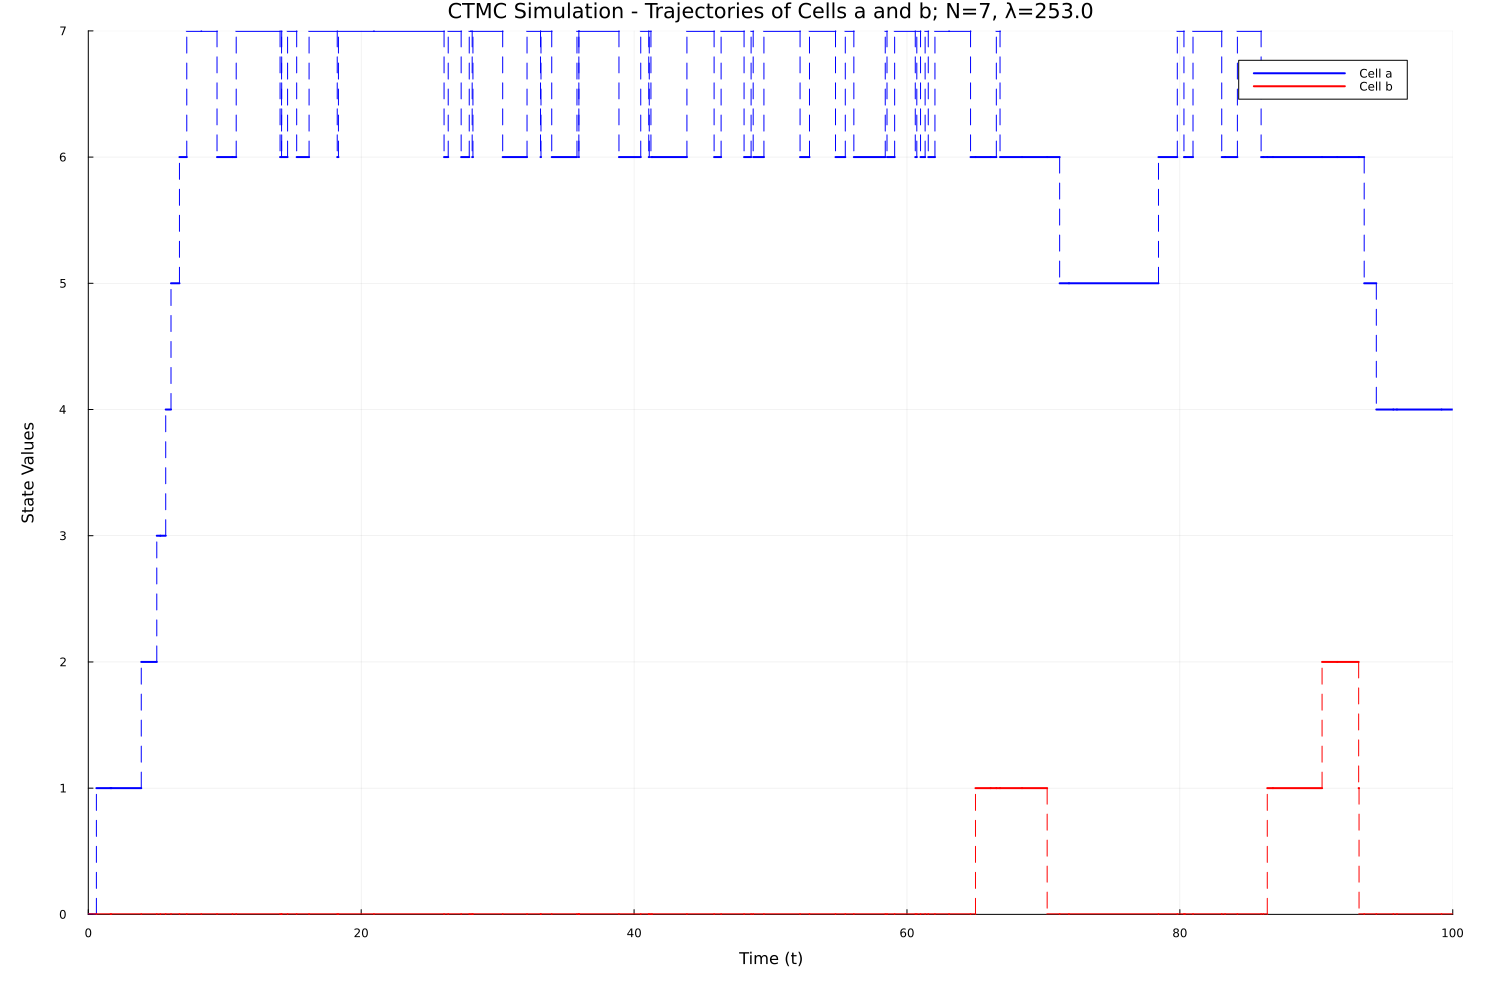 CTMC Simulation - Trajectories of Cells a and b; N=7, λ=253.0
7
6
5
4
3
2
1
0
State Values
Cell a
Cell b
0 20 40 60 80 100
Time (t)